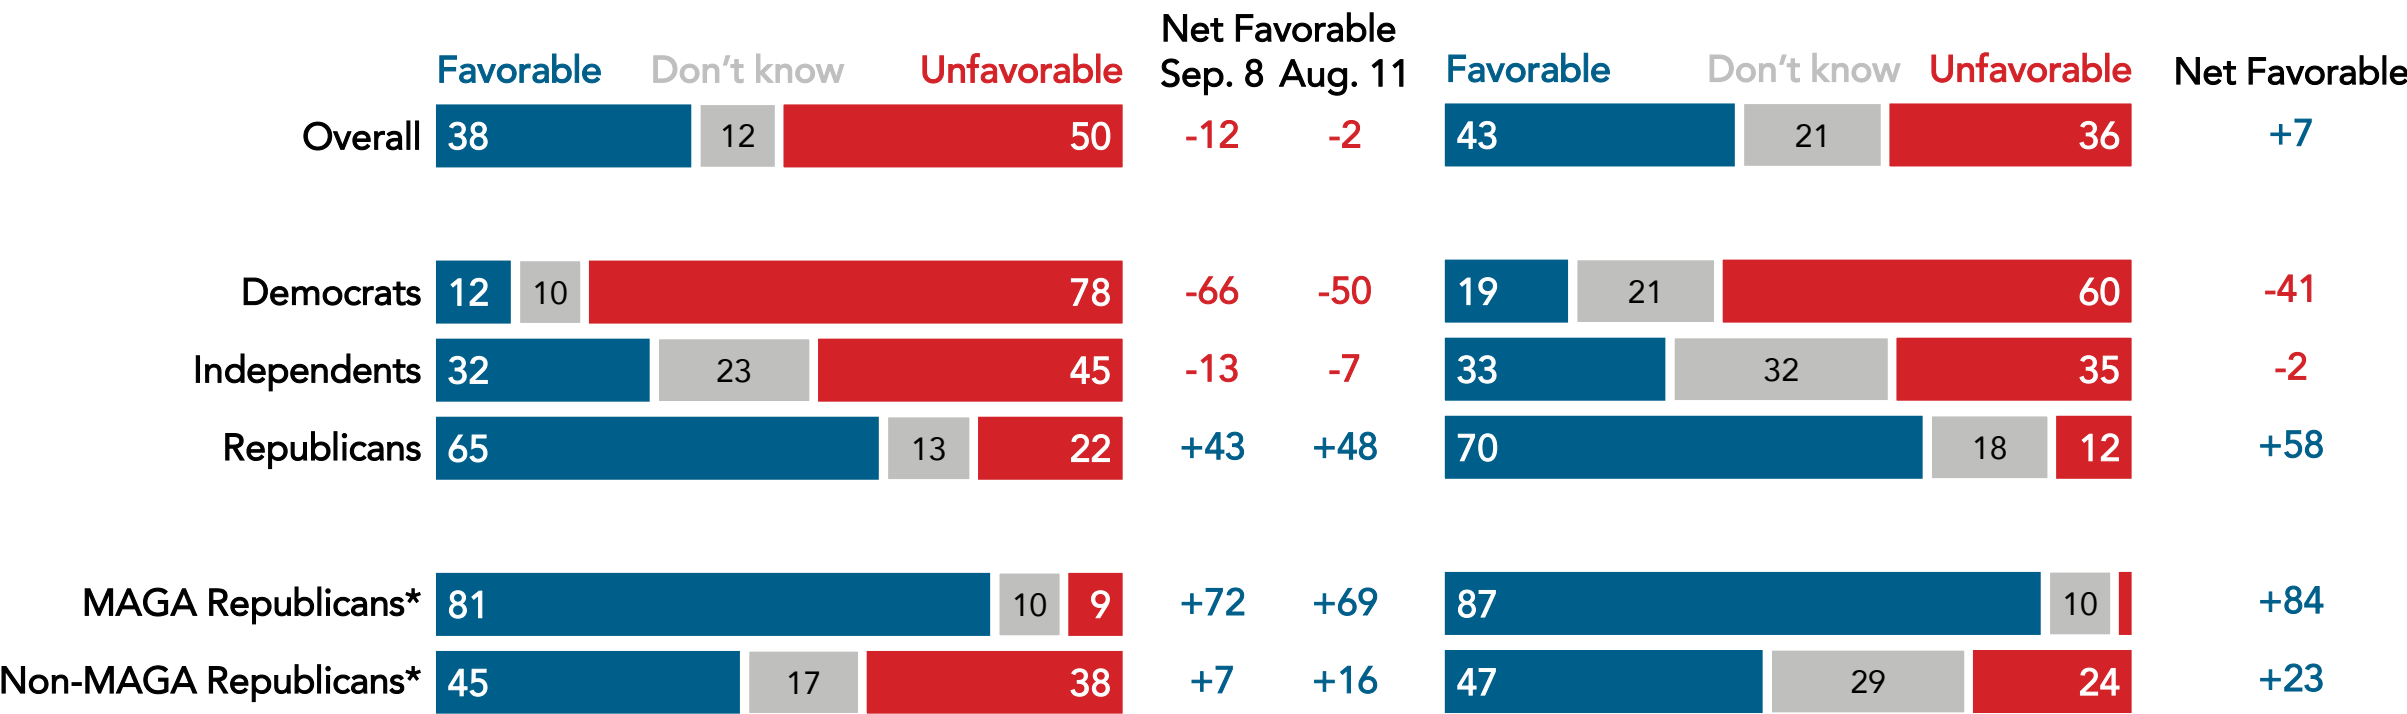 Net Favorable
Favorable Don't know Unfavorable Sep. 8 Aug. 11 Favorable Don't know Unfavorable Net Favorable
Overall 38 12 50 -12 -2 43 21 36 +7
Democrats 12 10 78 -66 -50 19 21 60 -41
Independents 32 23 45 -13 -7 33 32 35 -2
Republicans 65 13 22 +43 +48 70 18 12 +58
MAGA Republicans* 81 10 9 +72 +69 87 10 +84
Non-MAGA Republicans* 45 17 38 +7 +16 47 29 24 +23